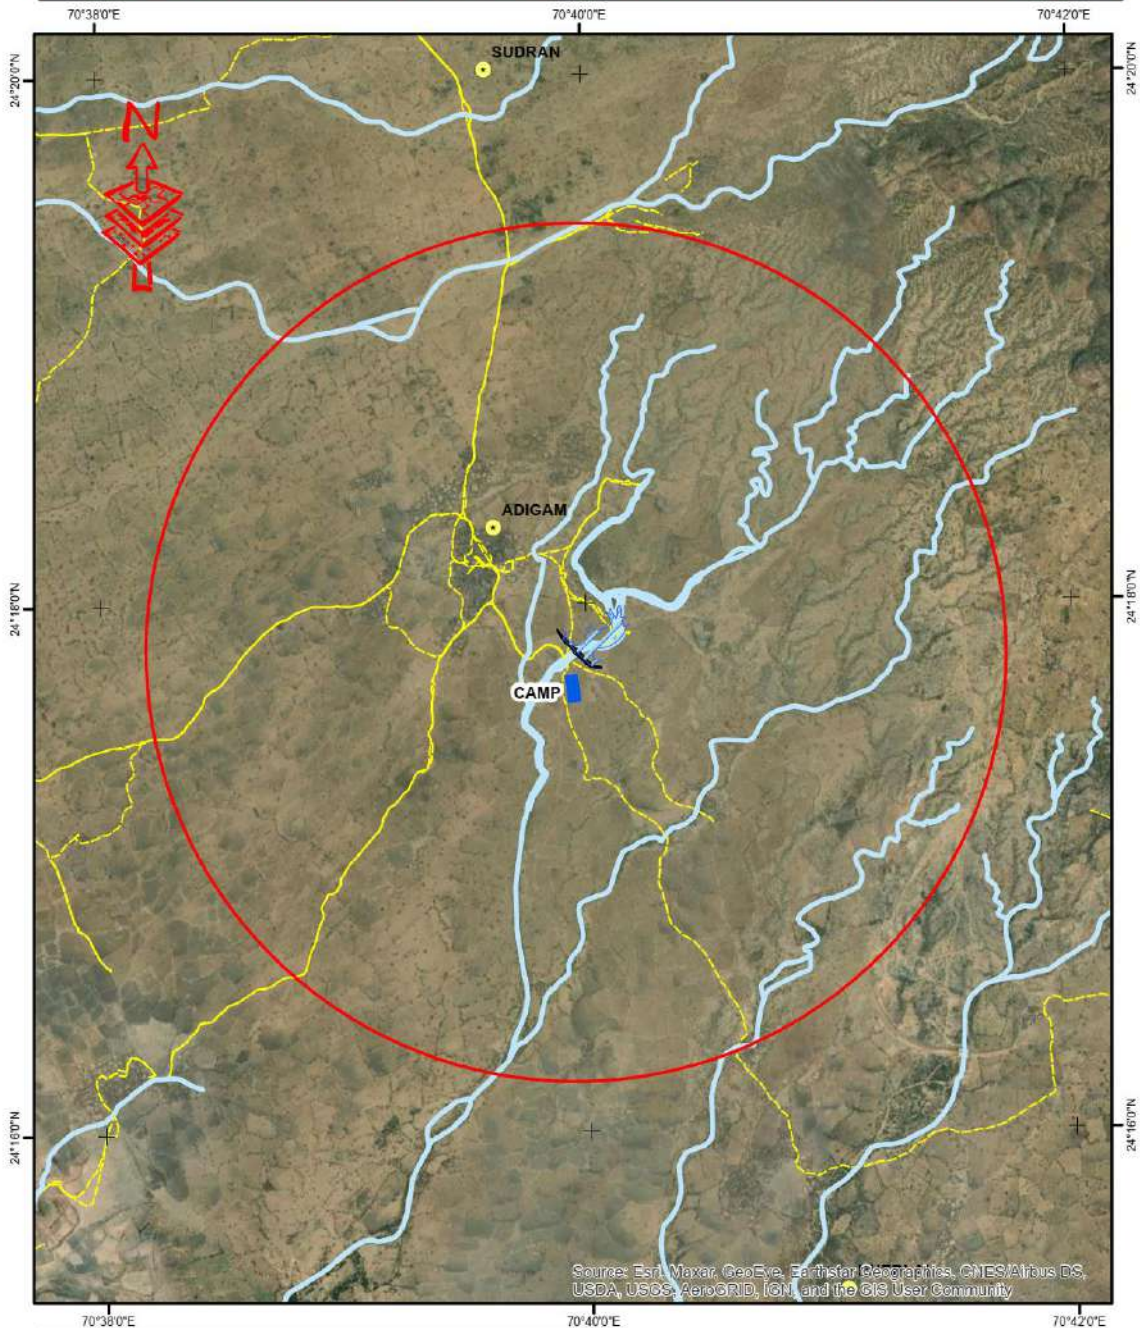 70°38'0"E 70°40'0"E 70°42'0"E
24°20'0"N 24°20'0"N
SUDRAN
N
ADIGAM
24°18'0"N 24°18'0"N
CAMP
24°16'0"N 24°16'0"N
Source: Esri, Maxar, GeoEye, Earthstar Geographics, CNES/Airbus DS,
USDA, USGS, AeroGRID, IGN, and the GIS User Community
70°38'0"E 70°40'0"E 70°42'0"E